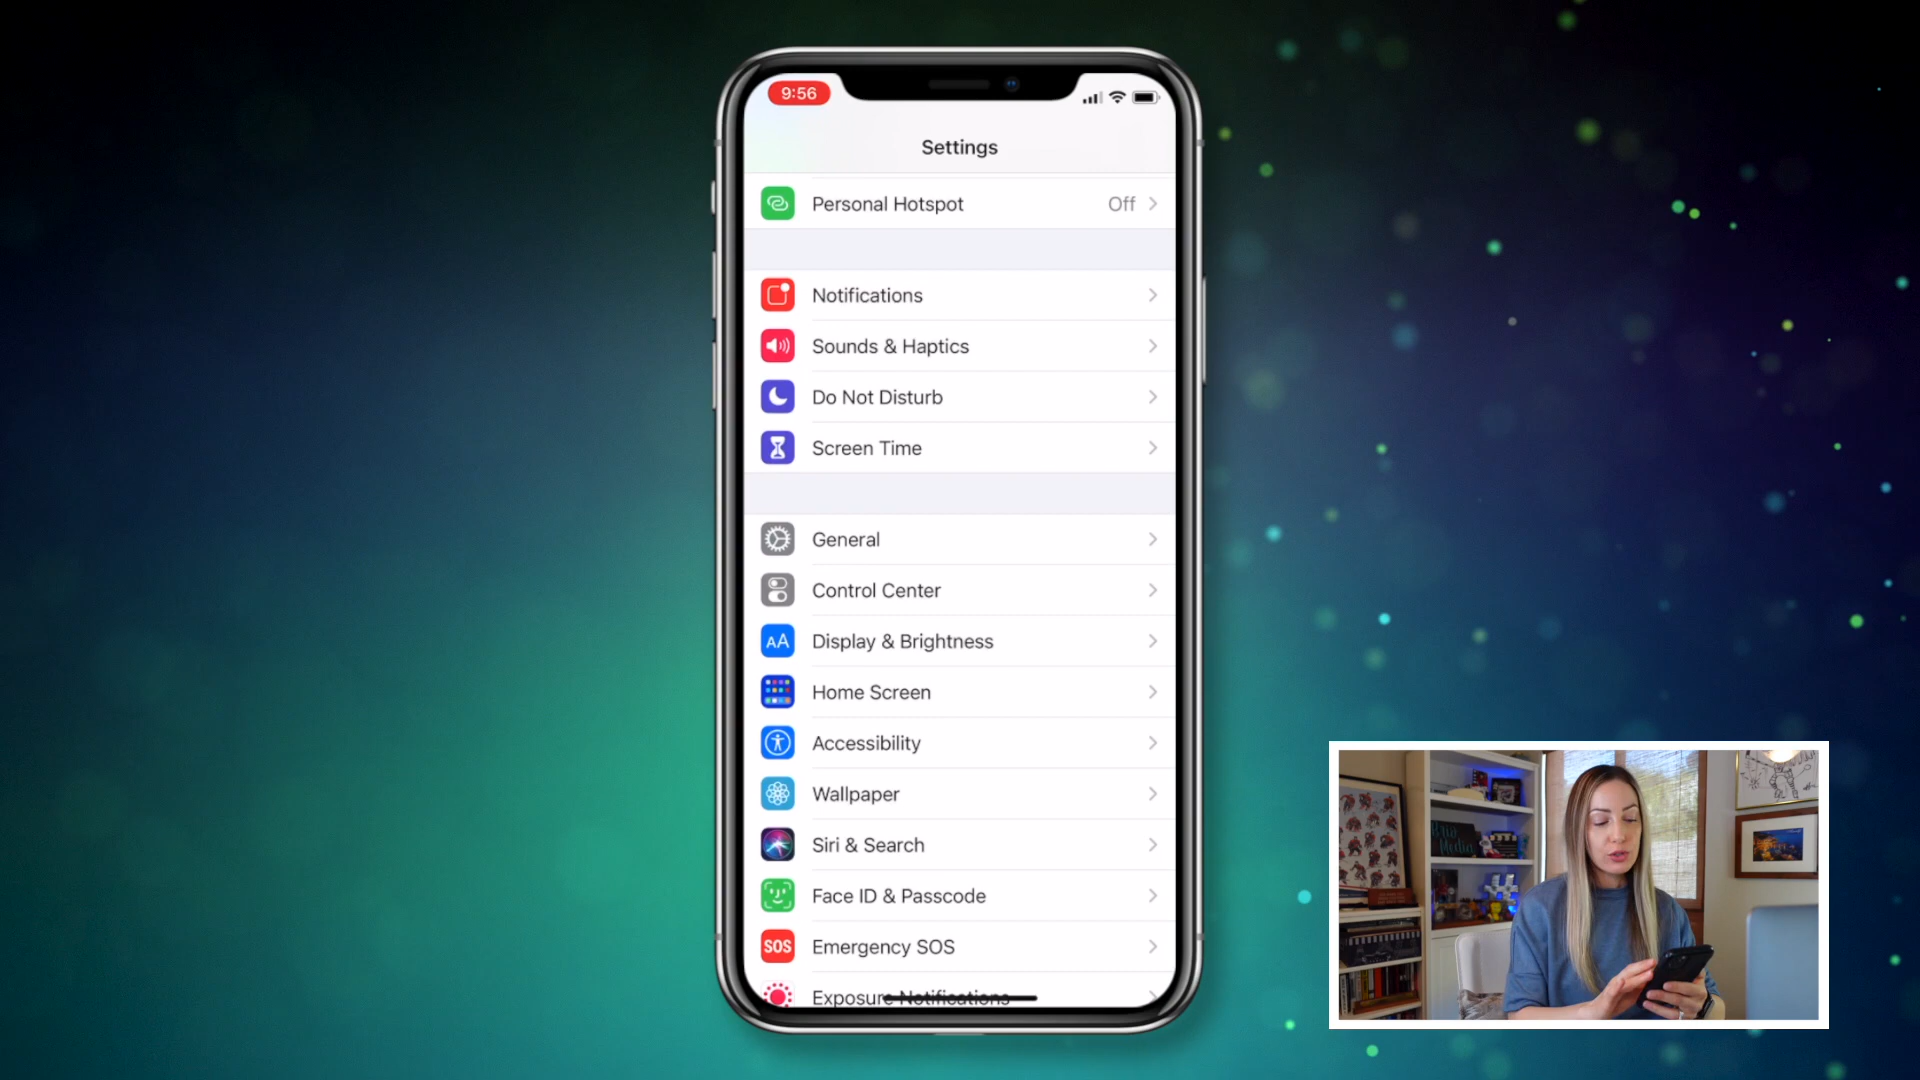 9:56
Settings
Personal Hotspot Off
Notifications
Sounds & Haptics
Do Not Disturb
Screen Time
General
Control Center
AA Display & Brightness
Home Screen
Accessibility
Wallpaper
Siri & Search
Face ID & Passcode
SOS Emergency SOS
Exposure Notifications
Media